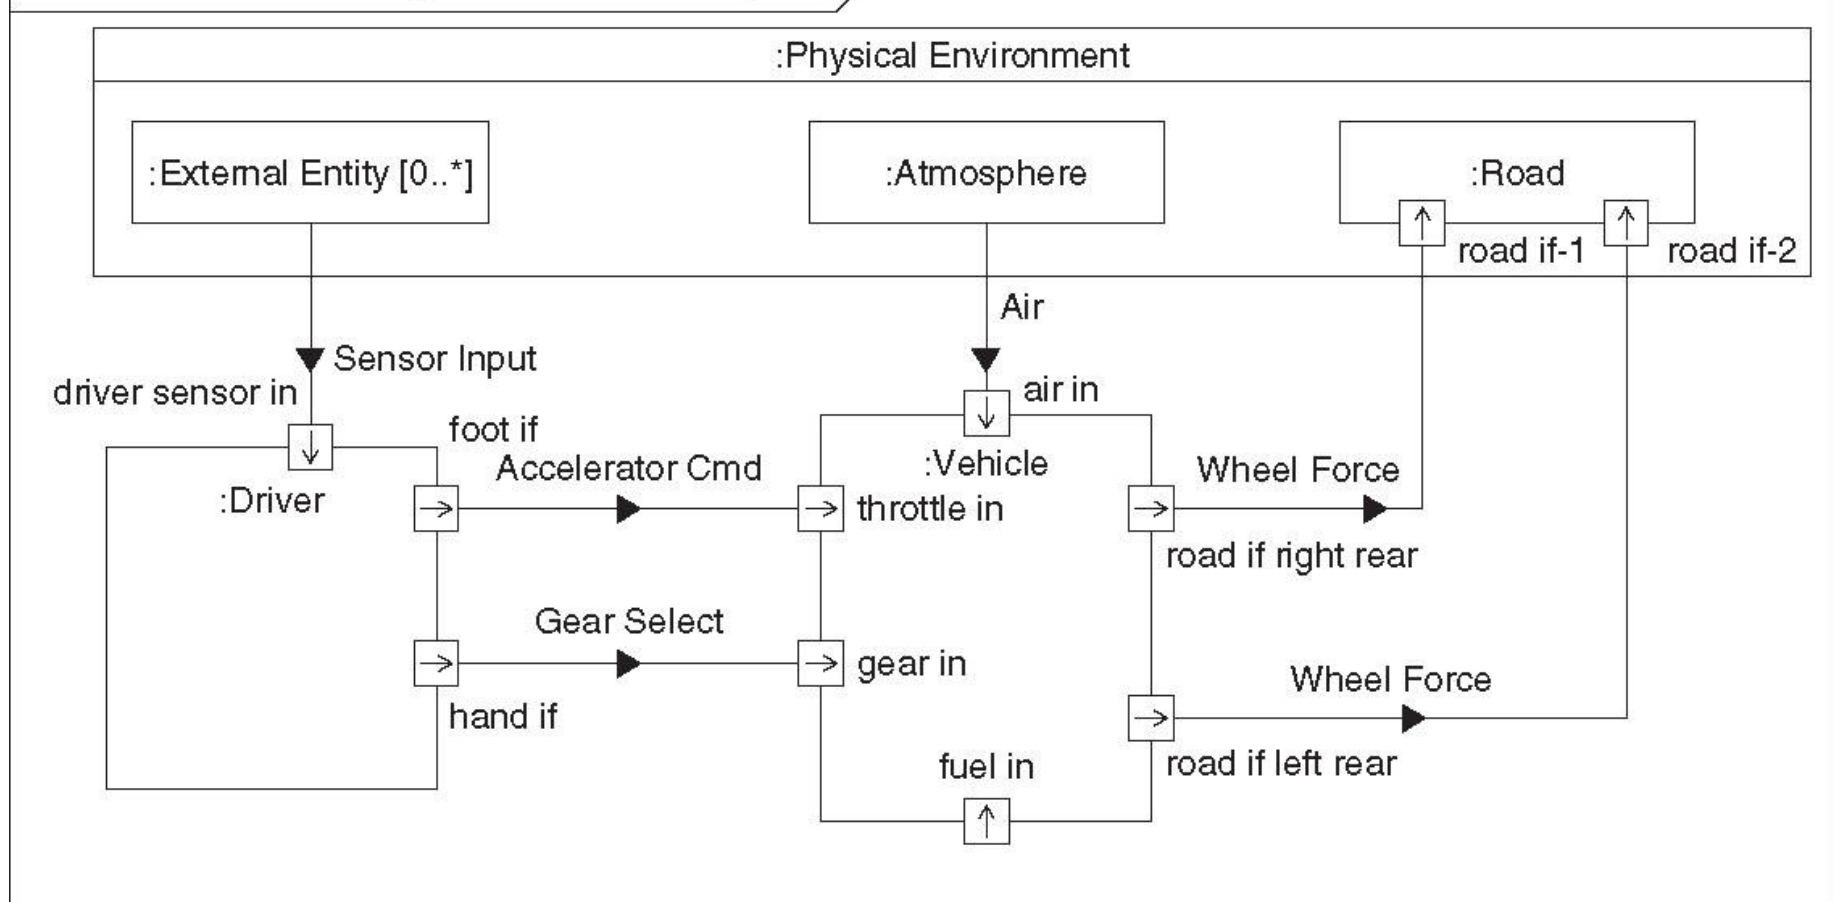 :Physical Environment
:External Entity [0..*]
:Atmosphere
:Road
road if-1
road if-2
Air
Sensor Input
driver sensor in
air in
foot if
:Driver
Accelerator Cmd
:Vehicle
throttle in
Wheel Force
road if right rear
Gear Select
gear in
hand if
Wheel Force
road if left rear
fuel in